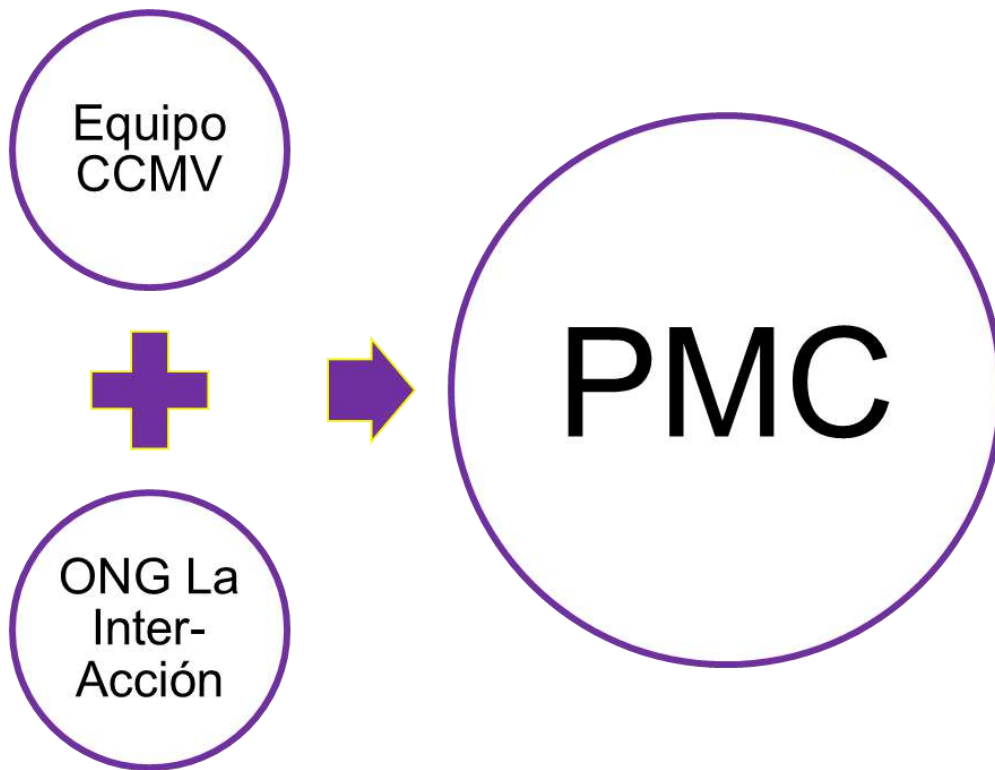 Equipo
CCMV
ONG La
Inter-
Acción
PMC